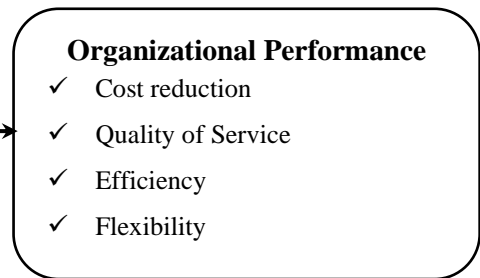 Organizational Performance
✓ Cost reduction
✓ Quality of Service
✓ Efficiency
✓ Flexibility